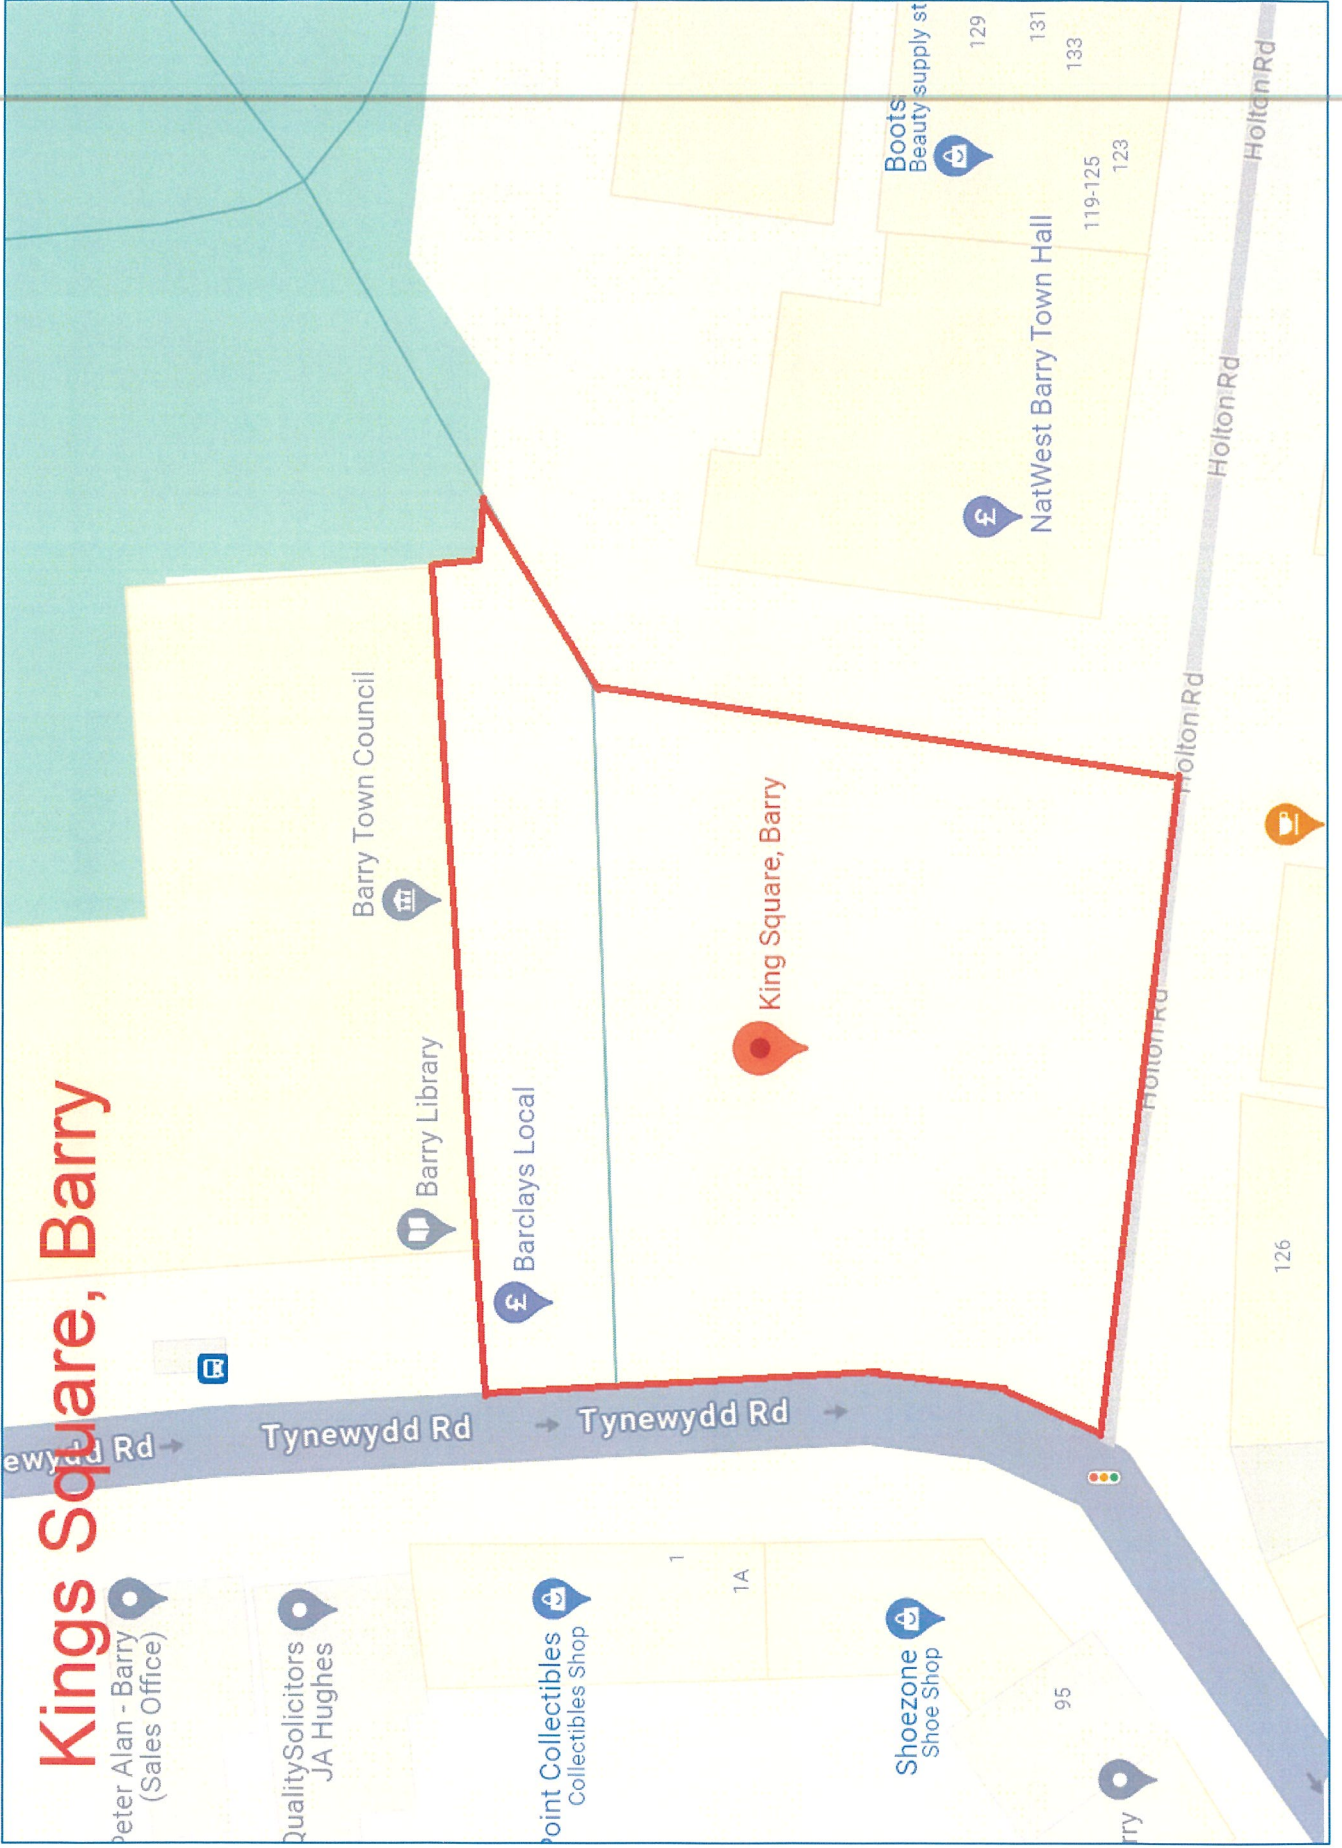 Kings Square, Barry
Peter Alan - Barry
(Sales Office)
ewydd Rd
QualitySolicitors
JA Hughes
Tynewydd Rd
Barry Library
Barry Town Council
Point Collectibles
Collectibles Shop
Tynewydd Rd
Barclays Local
1
1A
King Square, Barry
Shoezone
Shoe Shop
Boots
Beauty supply st
129
131
133
119-125
123
NatWest Barry Town Hall
95
rry
Holton Rd
Holton Rd
Holton Rd
Holton Rd
126